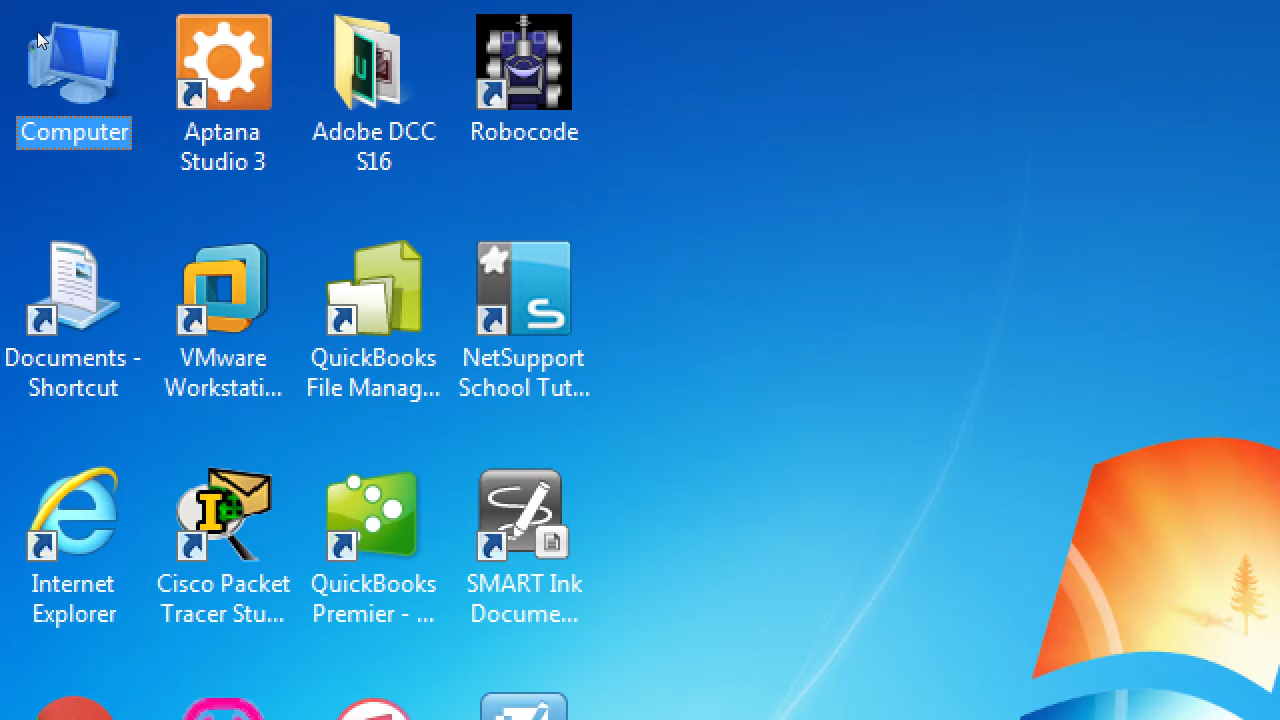 Computer
Aptana
Studio 3
Adobe DCC
S16
Robocode
Documents -
Shortcut
VMware
Workstati...
QuickBooks
File Manag...
NetSupport
School Tut...
Internet
Explorer
Cisco Packet
Tracer Stu...
QuickBooks
Premier - ...
SMART Ink
Docume...